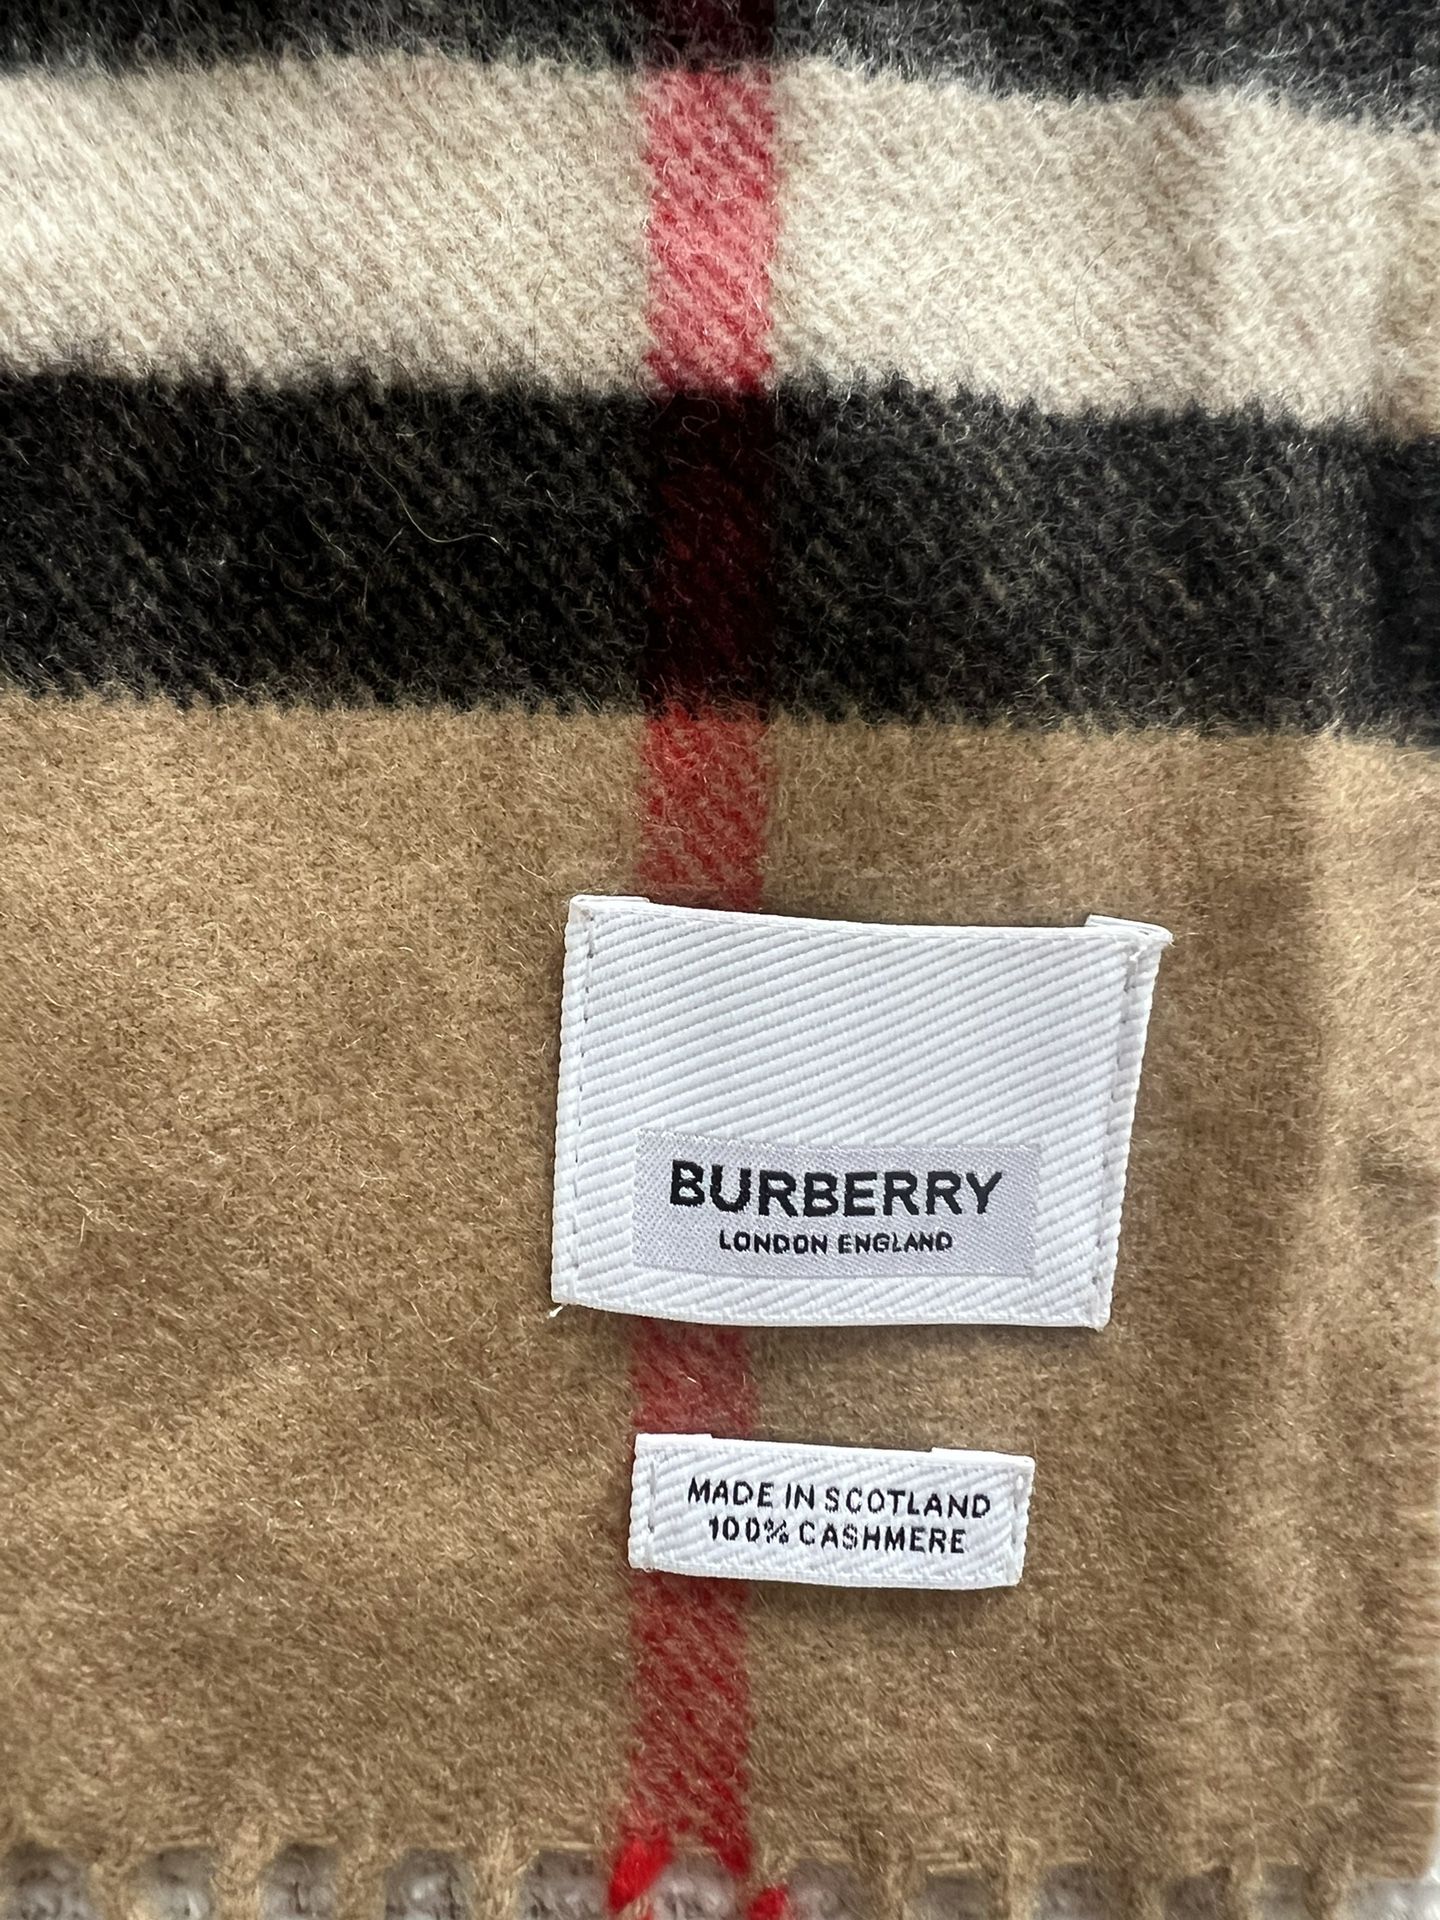 BURBERRY
LONDON ENGLAND
MADE IN SCOTLAND
100% CASHMERE